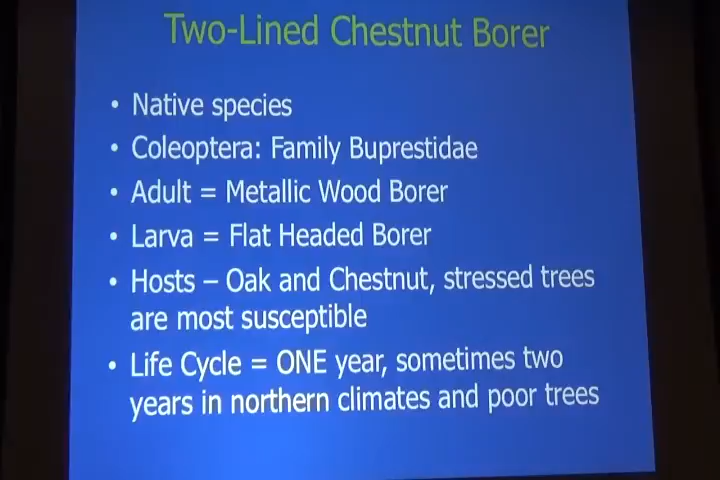 Two-Lined Chestnut Borer
• Native species
• Coleoptera: Family Buprestidae
• Adult = Metallic Wood Borer
• Larva = Flat Headed Borer
• Hosts – Oak and Chestnut, stressed trees
are most susceptible
• Life Cycle = ONE year, sometimes two
years in northern climates and poor trees